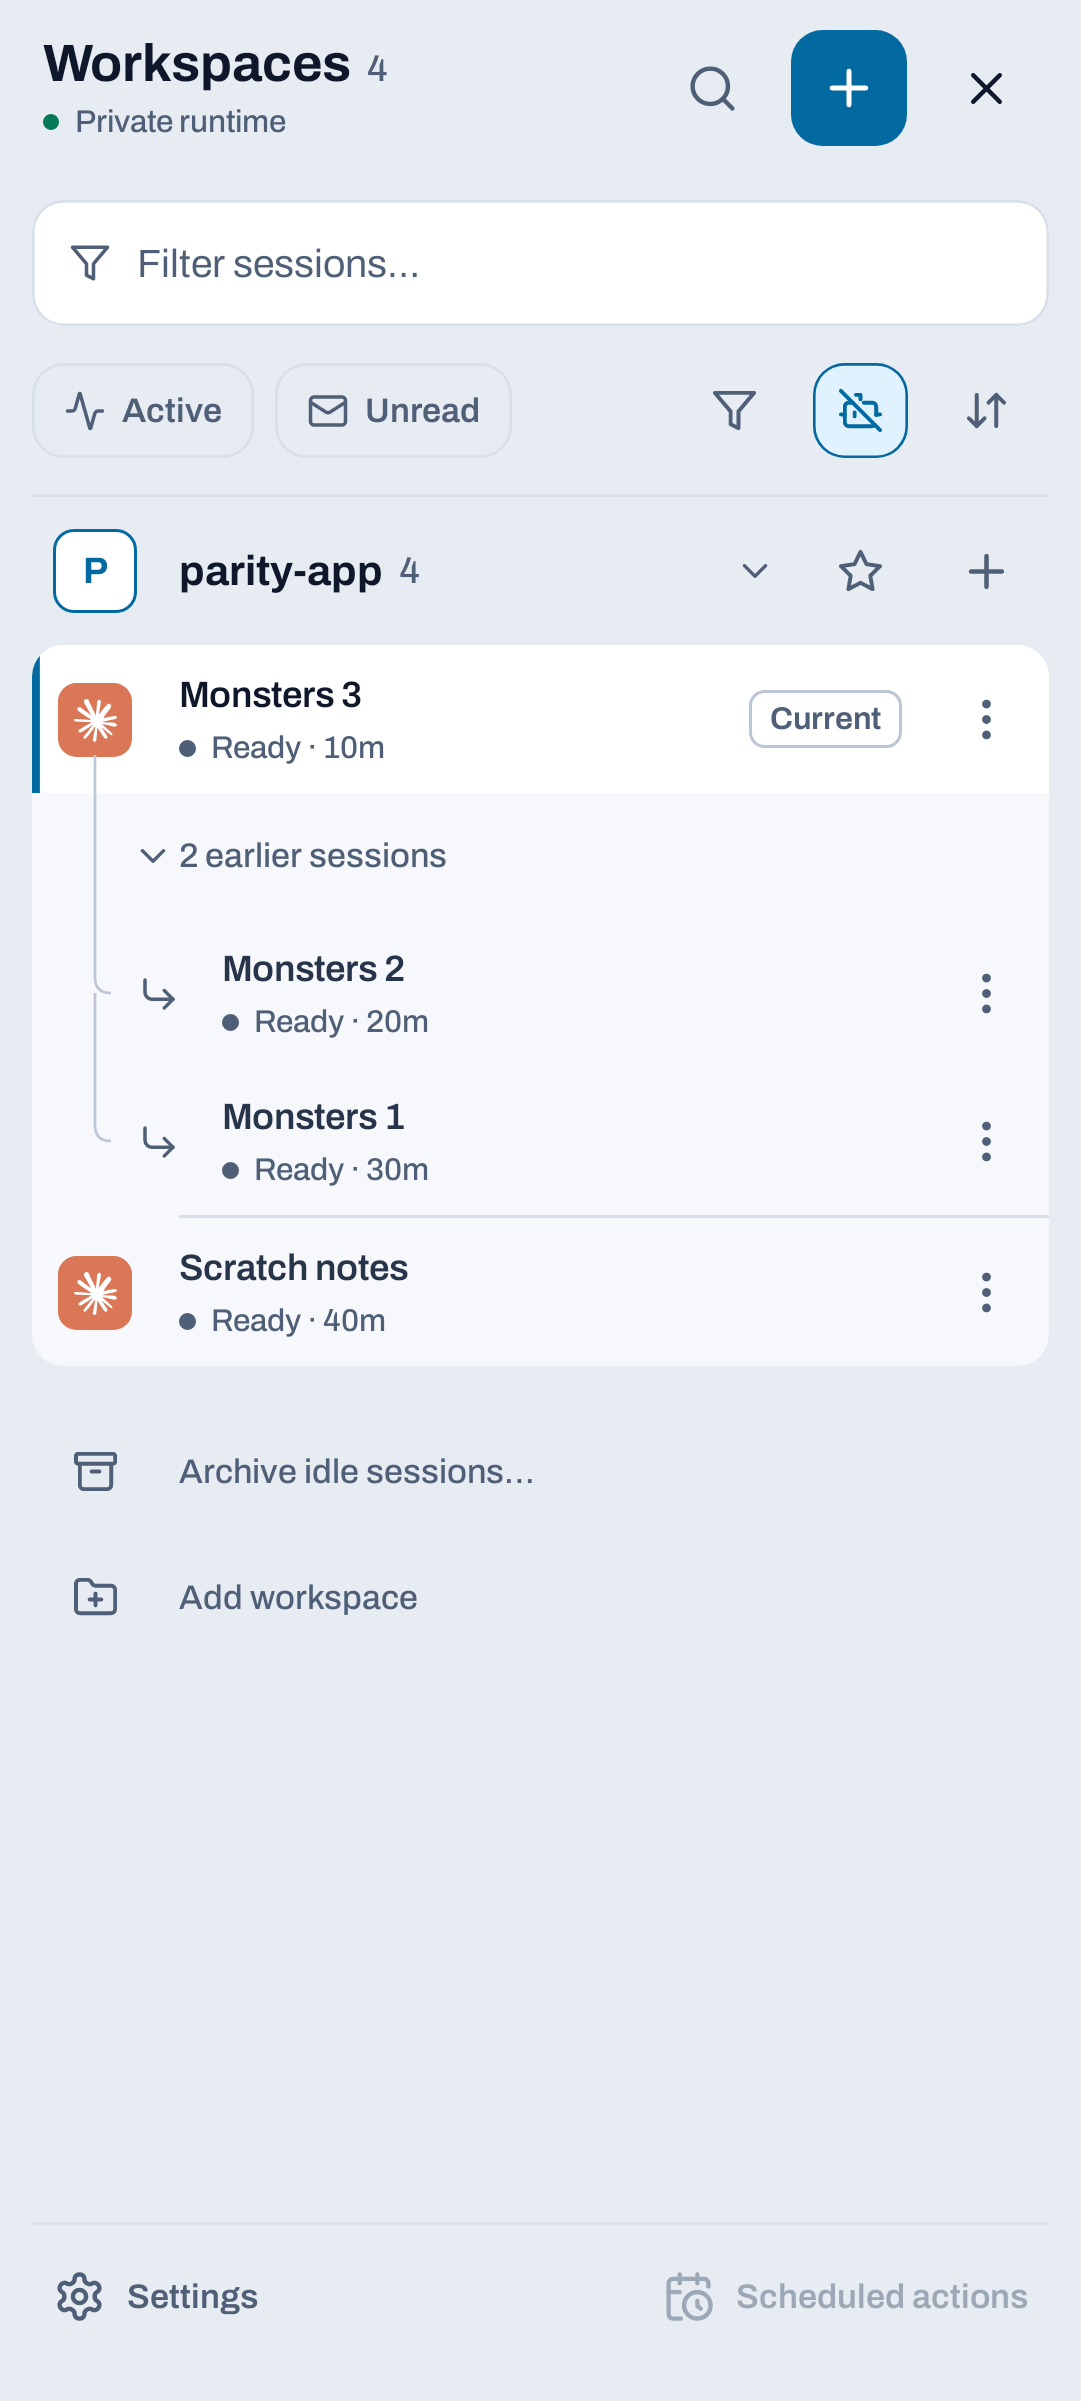 Workspaces 4
Private runtime
Filter sessions...
Active
Unread
P
parity-app 4
Monsters 3
Ready · 10m
Current
2 earlier sessions
Monsters 2
Ready · 20m
Monsters 1
Ready · 30m
Scratch notes
Ready · 40m
Archive idle sessions...
Add workspace
Settings
Scheduled actions